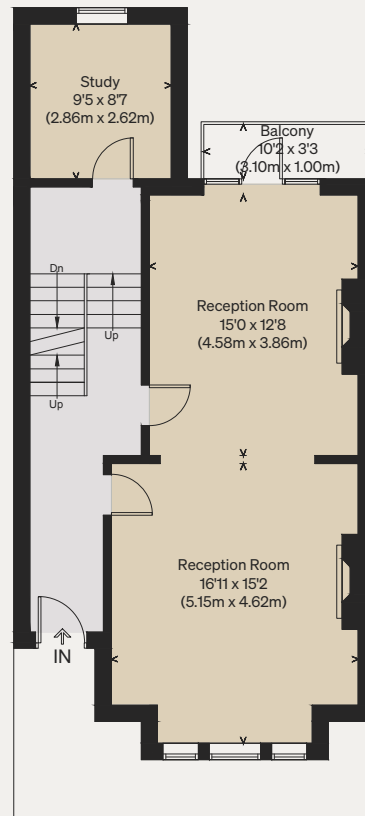 Study
9'5 x 8'7
(2.86m x 2.62m)
Balcony
10'2 x 3'3
(3.10m x 1.00m)
Dn
Up
Up
Reception Room
15'0 x 12'8
(4.58m x 3.86m)
Reception Room
16'11 x 15'2
(5.15m x 4.62m)
IN